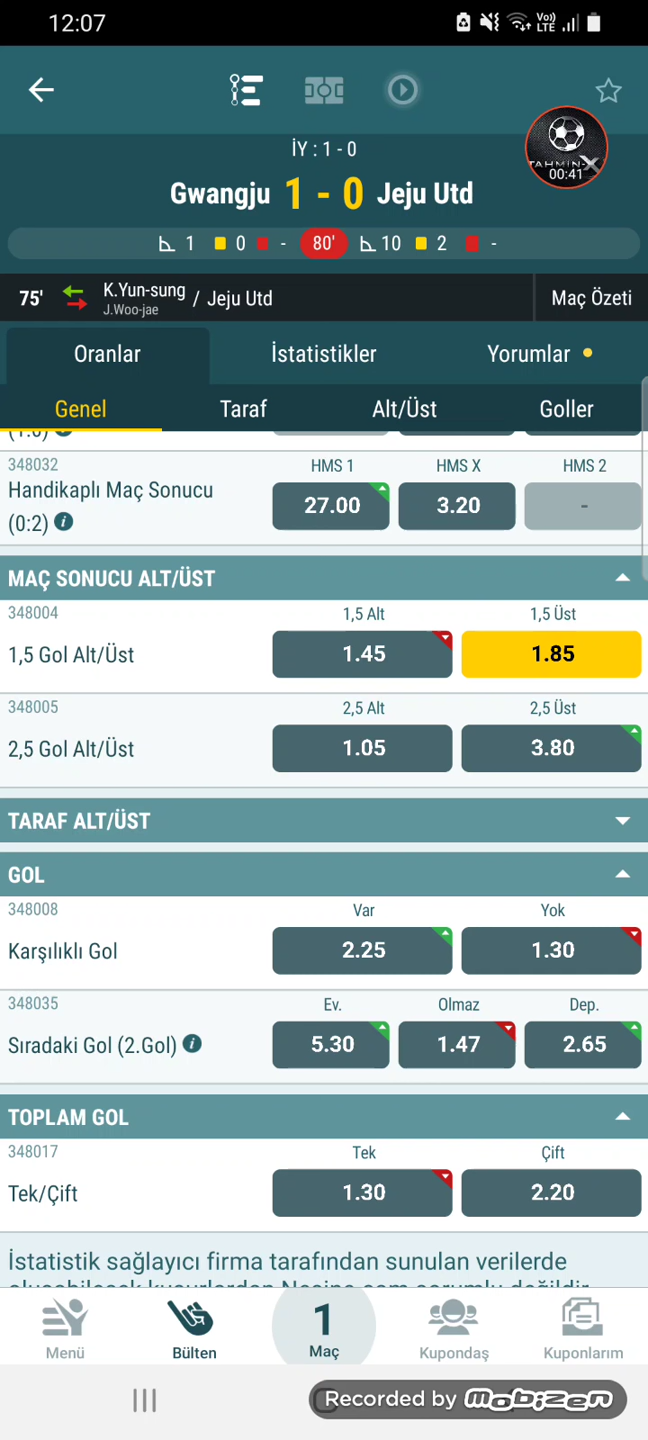 12:07
Vo))
LTE
İY : 1 - 0
TAHMIN-X
00:41
Gwangju 1 - 0 Jeju Utd
1 0 - 80' 10 2 -
75' K.Yun-sung / Jeju Utd Maç Özeti
J.Woo-jae
Oranlar İstatistikler Yorumlar
Genel Taraf Alt/Üst Goller
348032 HMS 1 HMS X HMS 2
Handikaplı Maç Sonucu
(0:2) 27.00 3.20 -
MAÇ SONUCU ALT/ÜST
348004 1,5 Alt 1,5 Üst
1,5 Gol Alt/Üst 1.45 1.85
348005 2,5 Alt 2,5 Üst
2,5 Gol Alt/Üst 1.05 3.80
TARAF ALT/ÜST
GOL
348008 Var Yok
Karşılıklı Gol 2.25 1.30
348035 Ev. Olmaz Dep.
Sıradaki Gol (2.Gol) 5.30 1.47 2.65
TOPLAM GOL
348017 Tek Çift
Tek/Çift 1.30 2.20
İstatistik sağlayıcı firma tarafından sunulan verilerde
1
Menü Bülten Maç Kupondaş Kuponlarım
Recorded by mobizen